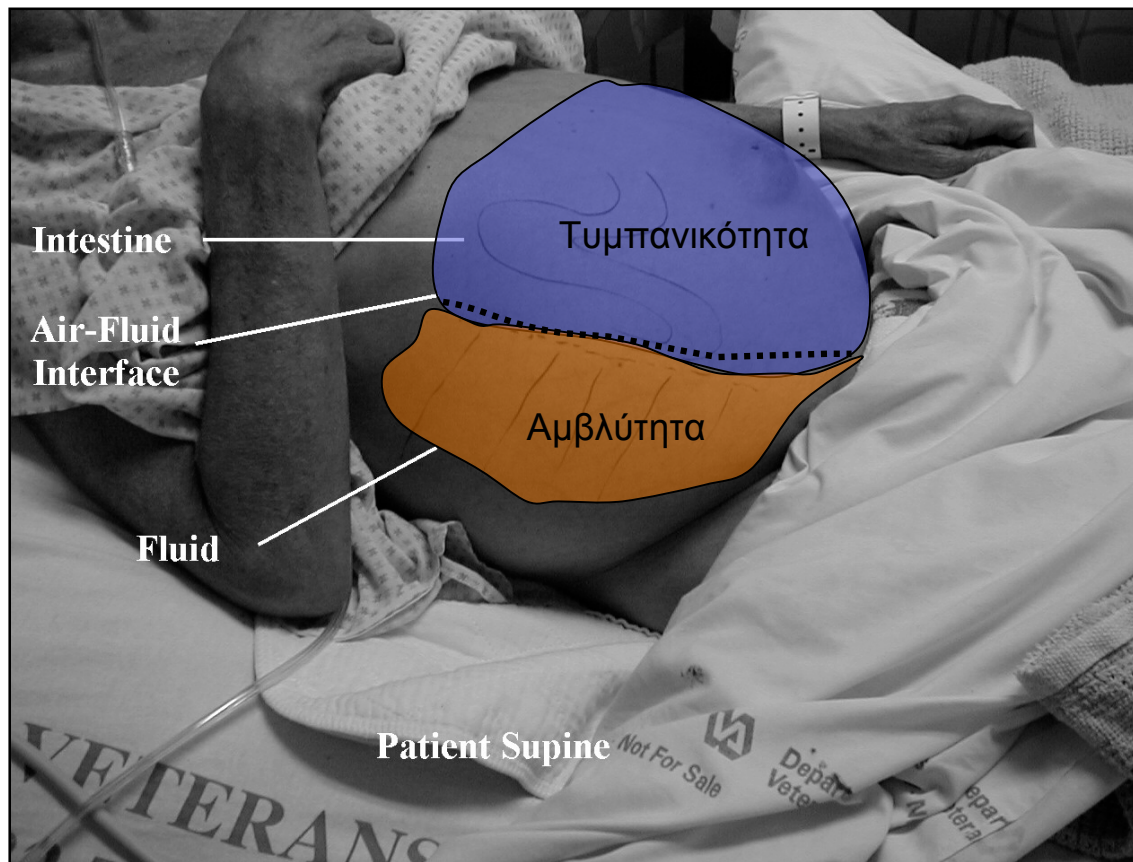 Intestine
Τυμπανικότητα
Air-Fluid
Interface
Αμβλύτητα
Fluid
Patient Supine
Not For Sale
VETERANS